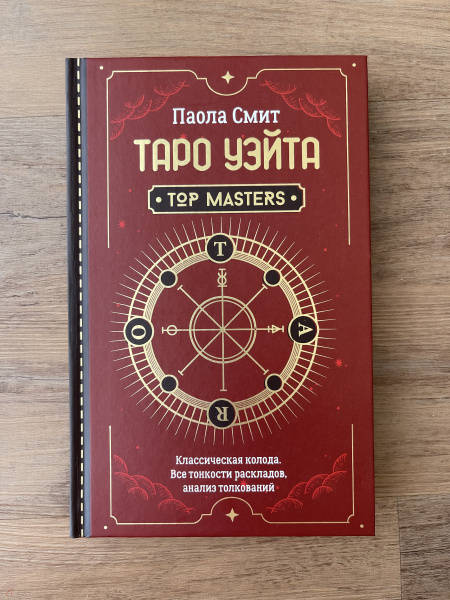 Паола Смит
ТАРО УЭЙТА
• TOP MASTERS •
T
O
A
R
Классическая колода.
Все тонкости раскладов,
анализ толкований